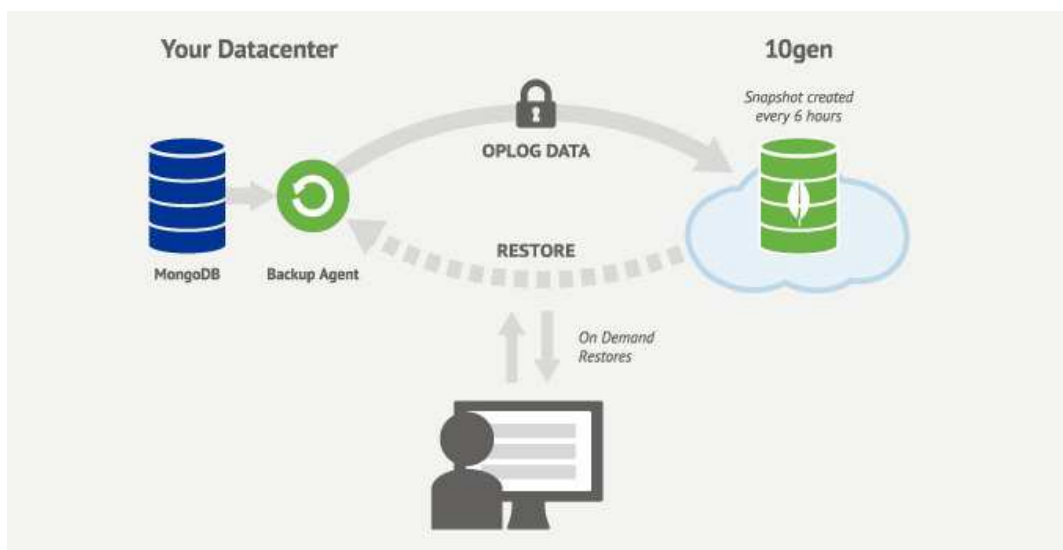 Your Datacenter
10gen
Snapshot created
every 6 hours
OPLOG DATA
MongoDB
Backup Agent
RESTORE
On Demand
Restores